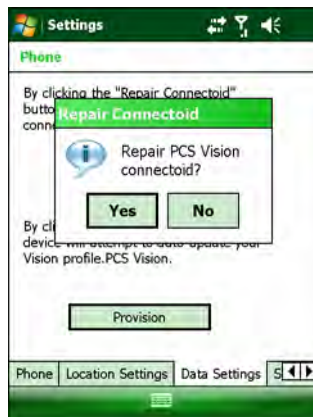 Settings
Phone
By clicking the "Repair Connectoid"
butto
conn
Repair Connectoid
Repair PCS Vision
connectoid?
Yes No
By cli
device will attempt to auto update your
Vision profile.PCS Vision.
Provision
Phone Location Settings Data Settings S